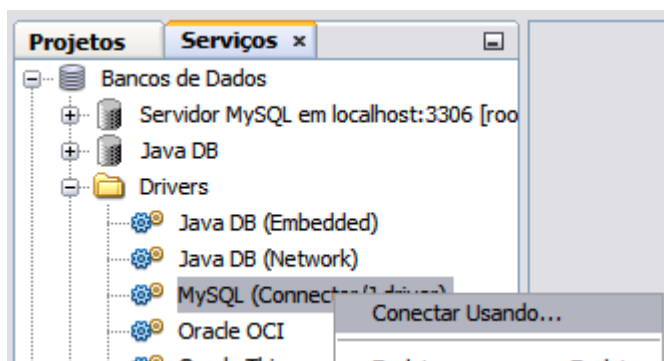 Projetos Serviços ×
Bancos de Dados
Servidor MySQL em localhost:3306 [roo
Java DB
Drivers
Java DB (Embedded)
Java DB (Network)
MySQL (Connector/J driver)
Conectar Usando...
Oracle OCI